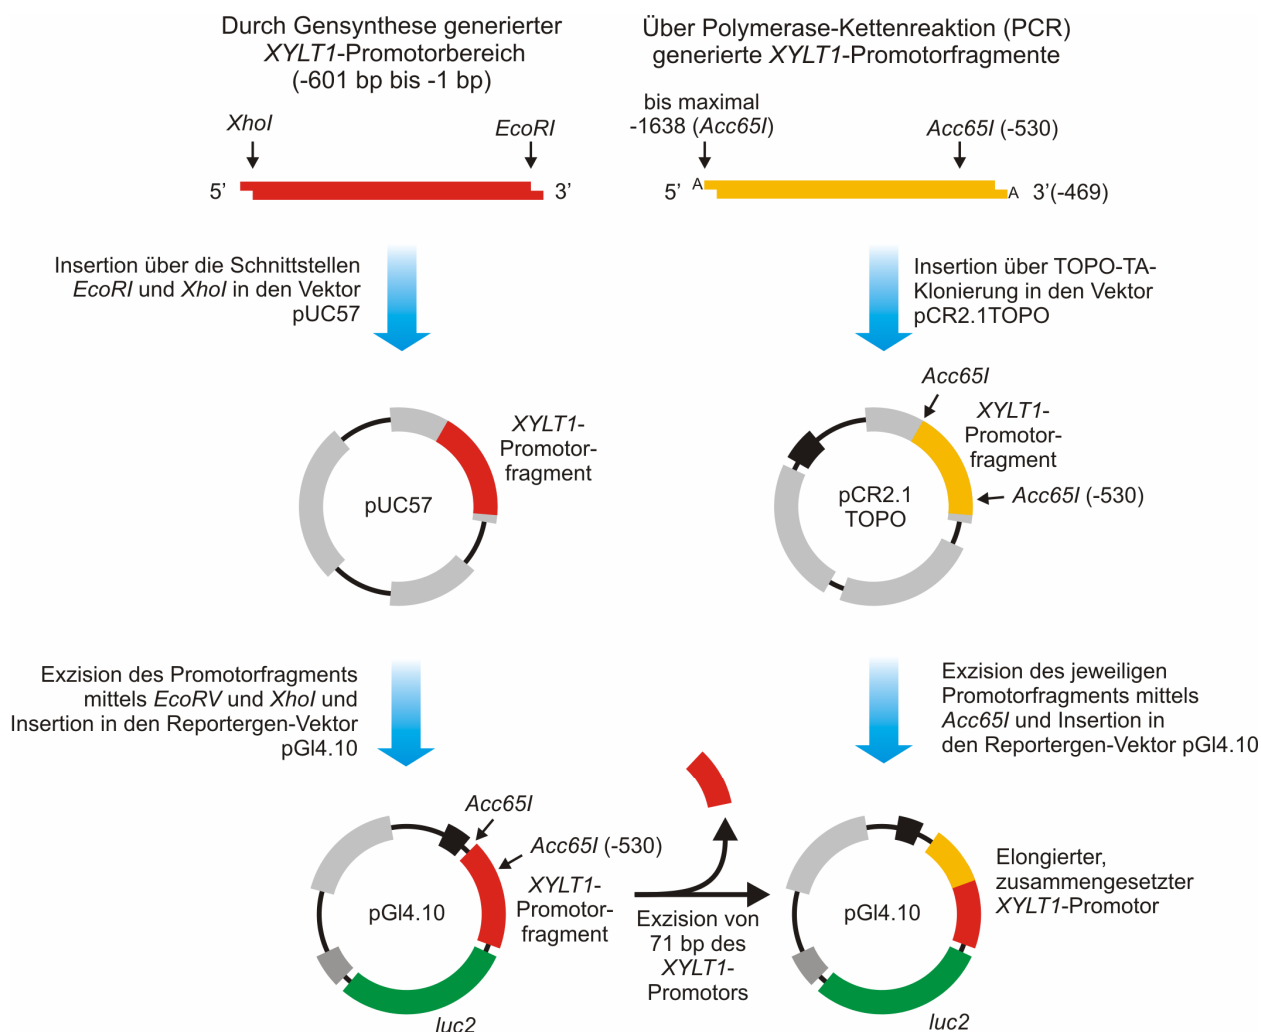 Durch Gensynthese generierter
XYLT1-Promotorbereich
(-601 bp bis -1 bp)
Über Polymerase-Kettenreaktion (PCR)
generierte XYLT1-Promotorfragmente
XhoI
EcoRI
bis maximal
-1638 (Acc65I)
Acc65I (-530)
5’
3’
5’
A
A
3’(-469)
Insertion über die Schnittstellen
EcoRI und XhoI in den Vektor
pUC57
Insertion über TOPO-TA-
Klonierung in den Vektor
pCR2.1TOPO
XYLT1-
Promotor-
fragment
pUC57
Acc65I
XYLT1-
Promotor-
fragment
Acc65I (-530)
pCR2.1
TOPO
Exzision des Promotorfragments
mittels EcoRV und XhoI und
Insertion in den Reportergen-Vektor
pGl4.10
Exzision des jeweiligen
Promotorfragments mittels
Acc65I und Insertion in
den Reportergen-Vektor pGl4.10
Acc65I
Acc65I (-530)
XYLT1-
Promotor-
fragment
pGl4.10
luc2
Exzision von
71 bp des
XYLT1-
Promotors
pGl4.10
Elongierter,
zusammengesetzter
XYLT1-Promotor
luc2